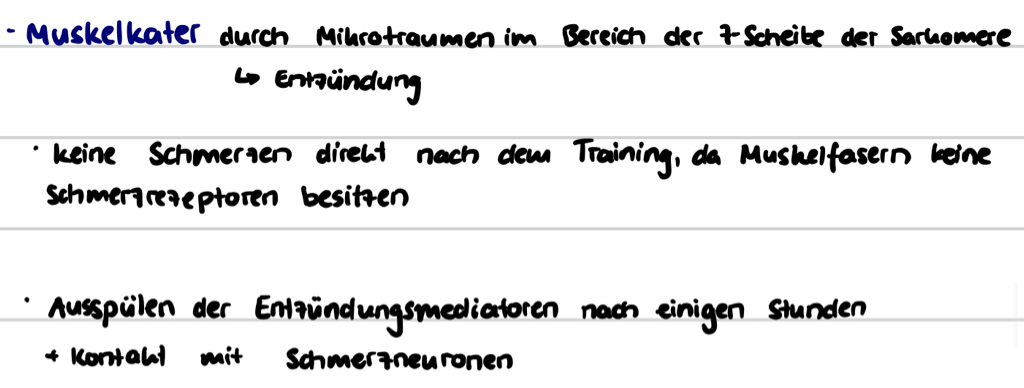 - Muskelkater durch Mikrotraumen im Bereich der Z-Scheibe der Sarkomere
↳ Entzündung
· keine Schmerzen direkt nach dem Training, da Muskelfasern keine
Schmerzrezeptoren besitzen
· Ausspülen der Entzündungsmediatoren nach einigen Stunden
+ Kontakt mit Schmerzneuronen